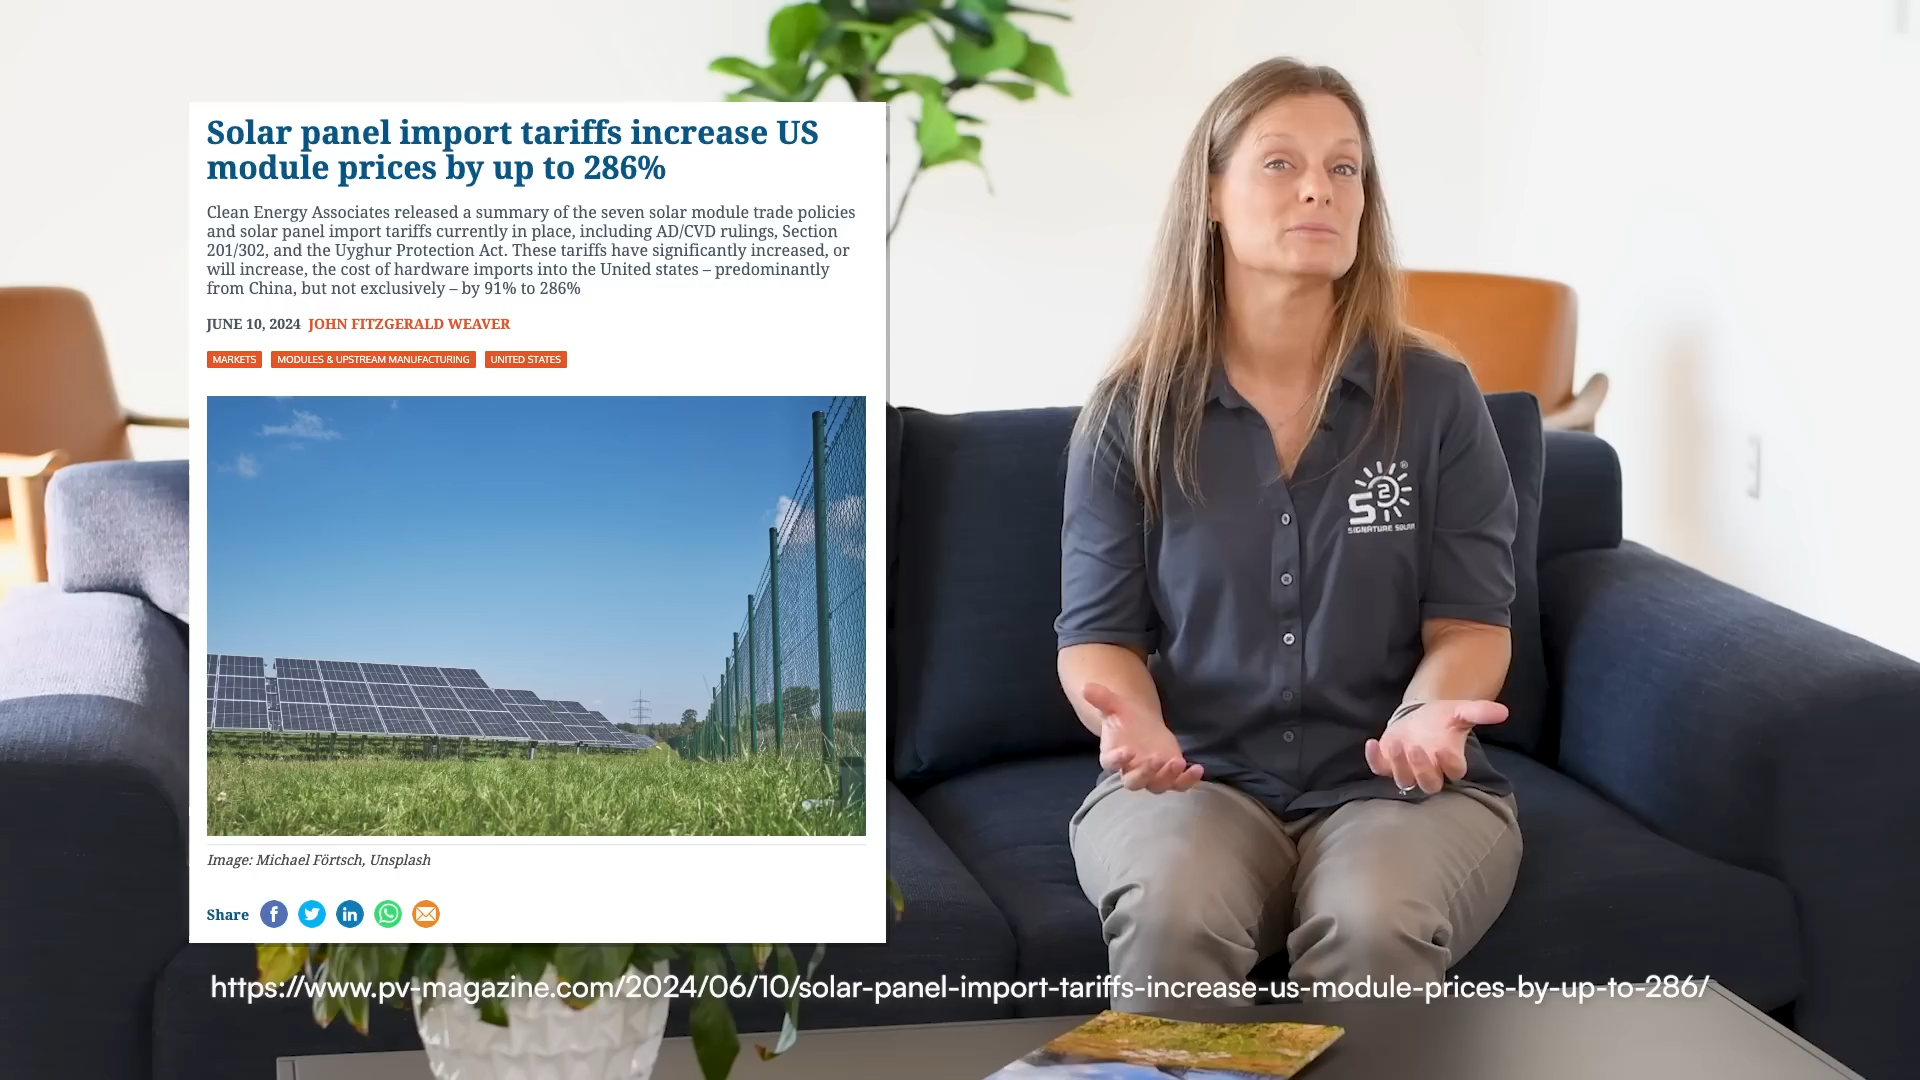 Solar panel import tariffs increase US
module prices by up to 286%
Clean Energy Associates released a summary of the seven solar module trade policies
and solar panel import tariffs currently in place, including AD/CVD rulings, Section
201/302, and the Uyghur Protection Act. These tariffs have significantly increased, or
will increase, the cost of hardware imports into the United states – predominantly
from China, but not exclusively – by 91% to 286%
JUNE 10, 2024 JOHN FITZGERALD WEAVER
MARKETS MODULES & UPSTREAM MANUFACTURING UNITED STATES
Image: Michael Förtsch, Unsplash
Share
S2®
SIGNATURE SOLAR
https://www.pv-magazine.com/2024/06/10/solar-panel-import-tariffs-increase-us-module-prices-by-up-to-286/